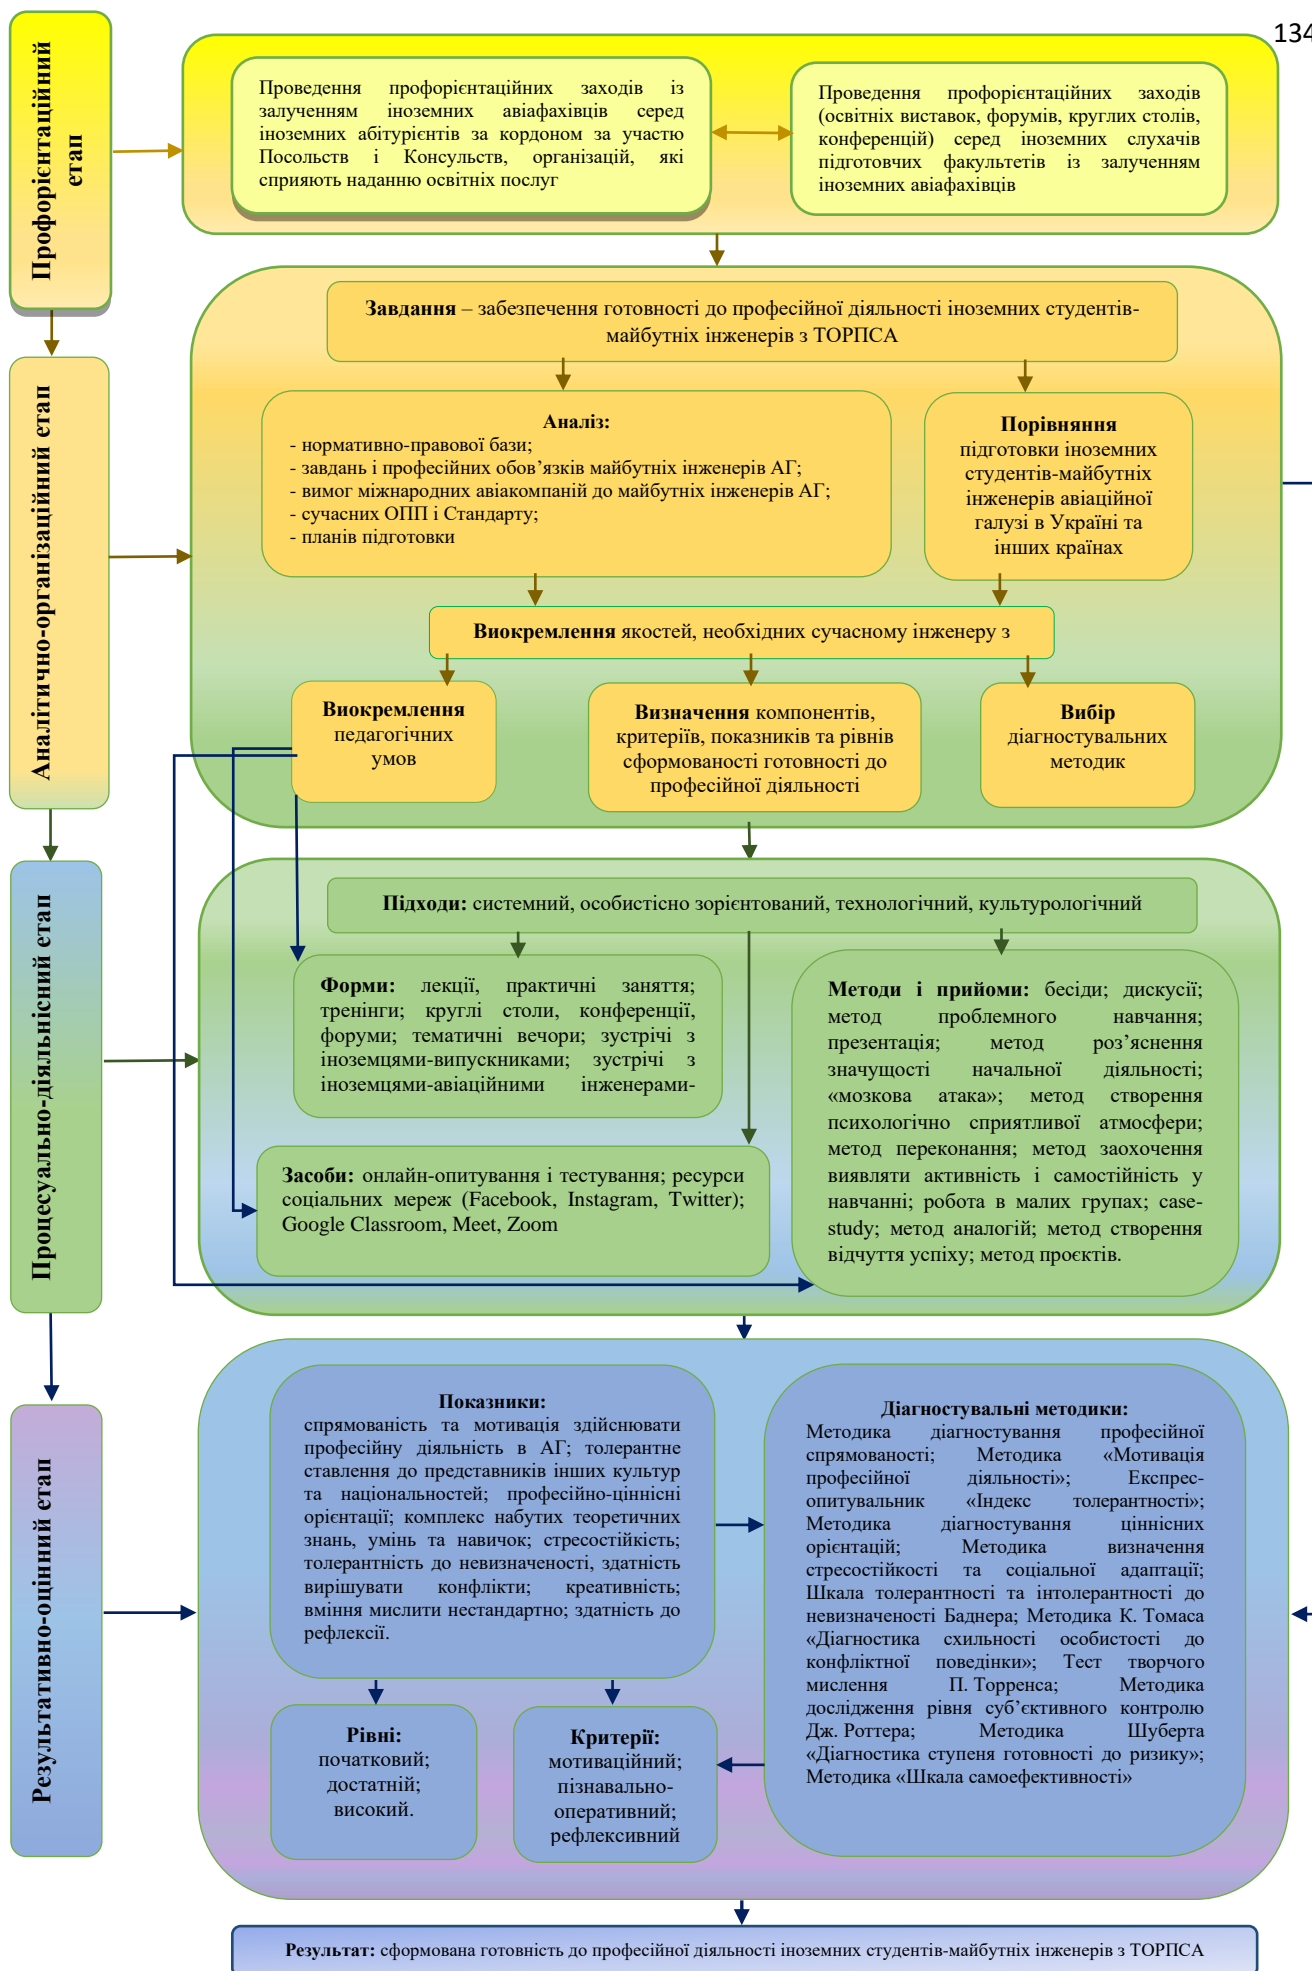 134
Профорієнтаційний
етап
Проведення профорієнтаційних заходів із
залученням іноземних авіафахівців серед
іноземних абітурієнтів за кордоном за участю
Посольств і Консульств, організацій, які
сприяють наданню освітніх послуг
Проведення профорієнтаційних заходів
(освітніх виставок, форумів, круглих столів,
конференцій) серед іноземних слухачів
підготовчих факультетів із залученням
іноземних авіафахівців
Аналітично-організаційний етап
Завдання – забезпечення готовності до професійної діяльності іноземних студентів-
майбутніх інженерів з ТОРПСА
Аналіз:
- нормативно-правової бази;
- завдань і професійних обов’язків майбутніх інженерів АГ;
- вимог міжнародних авіакомпаній до майбутніх інженерів АГ;
- сучасних ОПП і Стандарту;
- планів підготовки
Порівняння
підготовки іноземних
студентів-майбутніх
інженерів авіаційної
галузі в Україні та
інших країнах
Виокремлення якостей, необхідних сучасному інженеру з
Виокремлення
педагогічних
умов
Визначення компонентів,
критеріїв, показників та рівнів
сформованості готовності до
професійної діяльності
Вибір
діагностувальних
методик
Процесуально-діяльнісний етап
Підходи: системний, особистісно зорієнтований, технологічний, культурологічний
Форми: лекції, практичні заняття;
тренінги; круглі столи, конференції,
форуми; тематичні вечори; зустрічі з
іноземцями-випускниками; зустрічі з
іноземцями-авіаційними інженерами-
Методи і прийоми: бесіди; дискусії;
метод проблемного навчання;
презентація; метод роз’яснення
значущості начальної діяльності;
«мозкова атака»; метод створення
психологічно сприятливої атмосфери;
метод переконання; метод заохочення
виявляти активність і самостійність у
навчанні; робота в малих групах; case-
study; метод аналогій; метод створення
відчуття успіху; метод проєктів.
Засоби: онлайн-опитування і тестування; ресурси
соціальних мереж (Facebook, Instagram, Twitter);
Google Classroom, Meet, Zoom
Результативно-оцінний етап
Показники:
спрямованість та мотивація здійснювати
професійну діяльність в АГ; толерантне
ставлення до представників інших культур
та національностей; професійно-ціннісні
орієнтації; комплекс набутих теоретичних
знань, умінь та навичок; стресостійкість;
толерантність до невизначеності, здатність
вирішувати конфлікти; креативність;
вміння мислити нестандартно; здатність до
рефлексії.
Діагностувальні методики:
Методика діагностування професійної
спрямованості; Методика «Мотивація
професійної діяльності»; Експрес-
опитувальник «Індекс толерантності»;
Методика діагностування ціннісних
орієнтацій; Методика визначення
стресостійкості та соціальної адаптації;
Шкала толерантності та інтолерантності до
невизначеності Баднера; Методика К. Томаса
«Діагностика схильності особистості до
конфліктної поведінки»; Тест творчого
мислення П. Торренса; Методика
дослідження рівня суб’єктивного контролю
Дж. Роттера; Методика Шуберта
«Діагностика ступеня готовності до ризику»;
Методика «Шкала самоефективності»
Рівні:
початковий;
достатній;
високий.
Критерії:
мотиваційний;
пізнавально-
оперативний;
рефлексивний
Результат: сформована готовність до професійної діяльності іноземних студентів-майбутніх інженерів з ТОРПСА